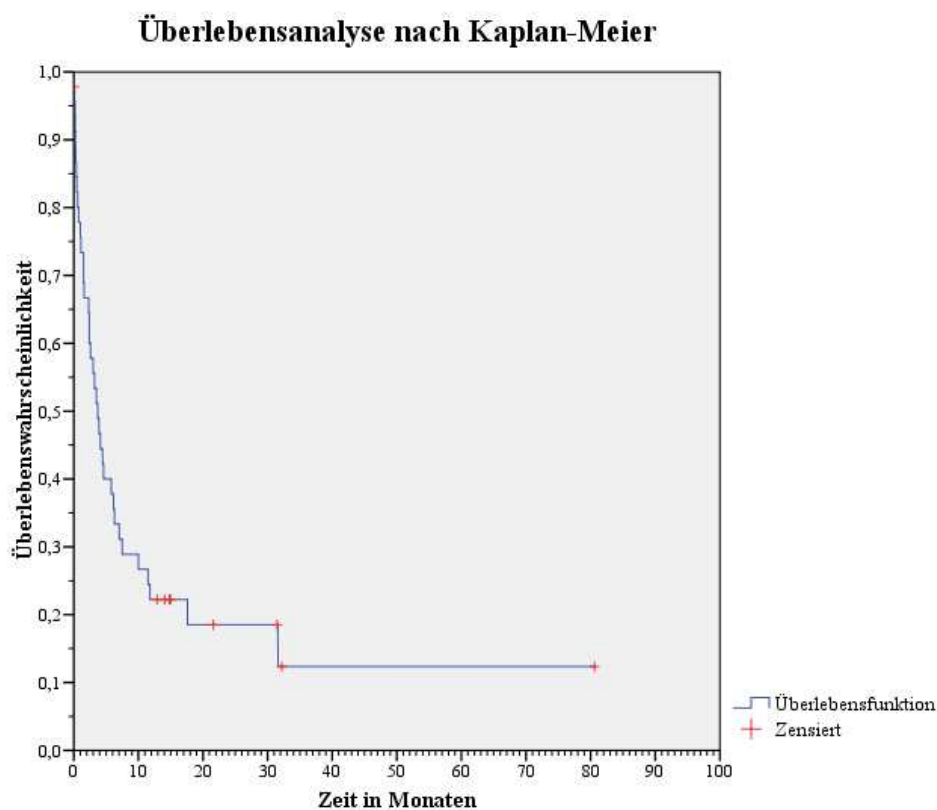 Überlebensanalyse nach Kaplan-Meier
Überlebenswahrscheinlichkeit
1,0
0,9
0,8
0,7
0,6
0,5
0,4
0,3
0,2
0,1
0,0
0 10 20 30 40 50 60 70 80 90 100
Zeit in Monaten
Überlebensfunktion
Zensiert